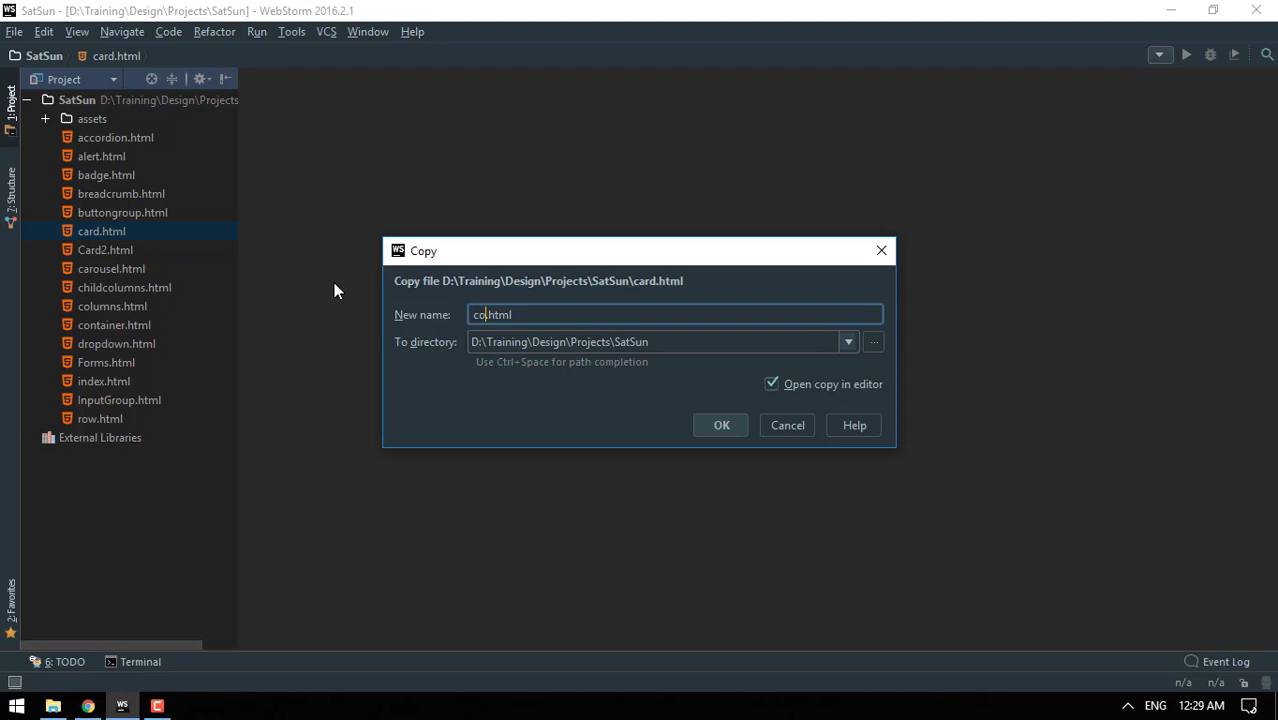 WS SatSun - [D:\Training\Design\Projects\SatSun] - WebStorm 2016.2.1
File Edit View Navigate Code Refactor Run Tools VCS Window Help
SatSun card.html
1: Project
Project
SatSun D:\Training\Design\Projects
assets
accordion.html
alert.html
badge.html
7: Structure
breadcrumb.html
buttongroup.html
card.html
Card2.html
carousel.html
childcolumns.html
columns.html
container.html
dropdown.html
Forms.html
index.html
InputGroup.html
row.html
External Libraries
WS Copy
Copy file D:\Training\Design\Projects\SatSun\card.html
New name: co.html
To directory: D:\Training\Design\Projects\SatSun ...
Use Ctrl+Space for path completion
Open copy in editor
OK Cancel Help
2: Favorites
6: TODO Terminal Event Log
n/a n/a
WS C ENG 12:29 AM